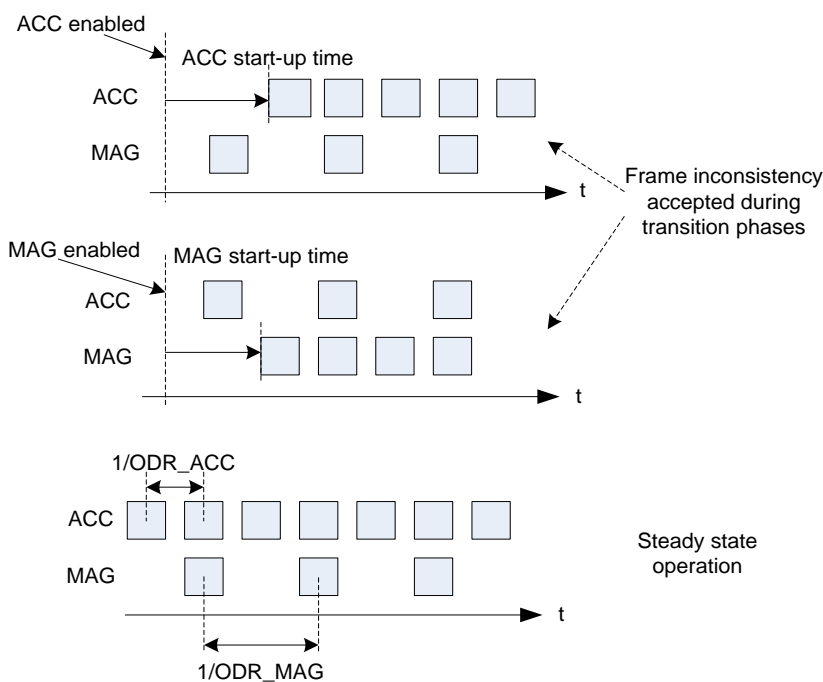 ACC enabled
ACC start-up time
ACC
MAG
t
Frame inconsistency
accepted during
transition phases
MAG enabled
MAG start-up time
ACC
MAG
t
1/ODR_ACC
ACC
MAG
Steady state
operation
t
1/ODR_MAG